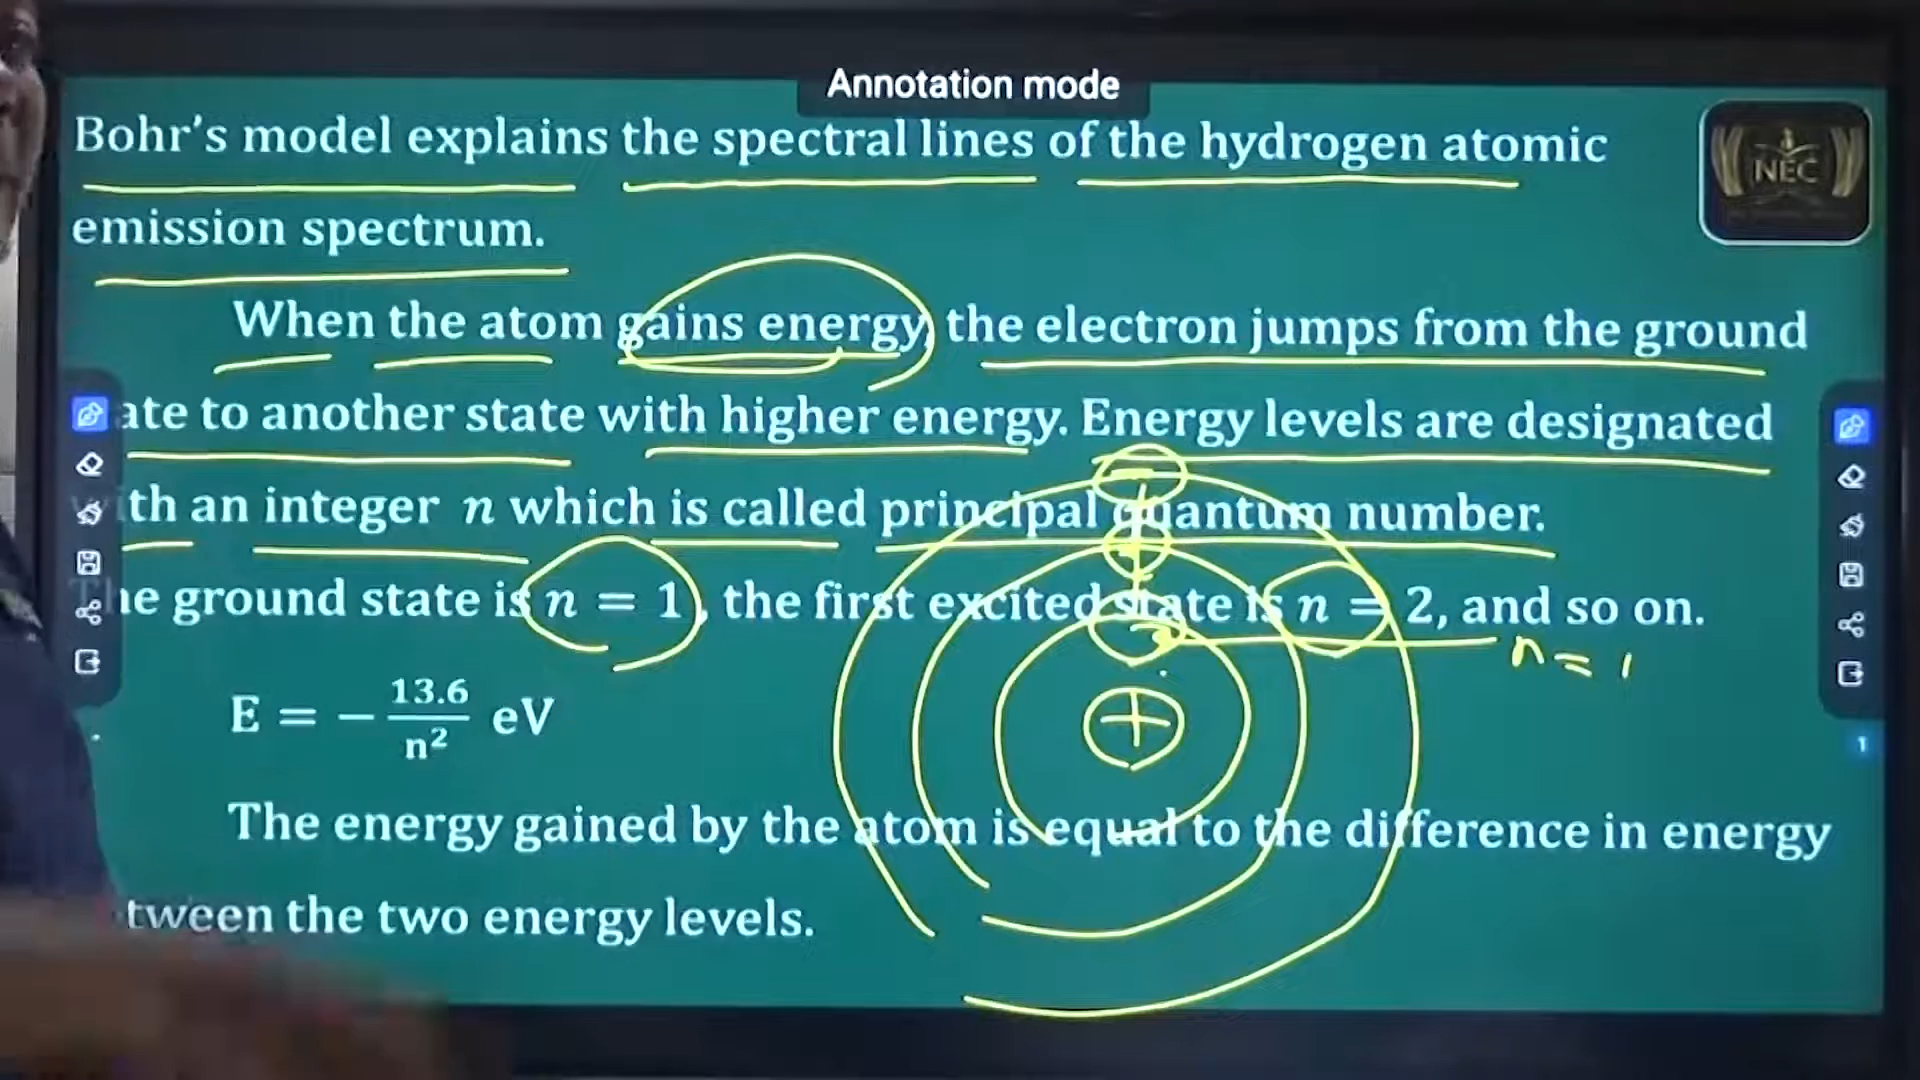 Annotation mode
Bohr's model explains the spectral lines of the hydrogen atomic
emission spectrum.
NEC
When the atom gains energy, the electron jumps from the ground
ate to another state with higher energy. Energy levels are designated
th an integer n which is called principal quantum number.
he ground state is n = 1, the first excited state is n = 2, and so on.
n = 1
E = − 13.6/n² eV
1
The energy gained by the atom is equal to the difference in energy
tween the two energy levels.